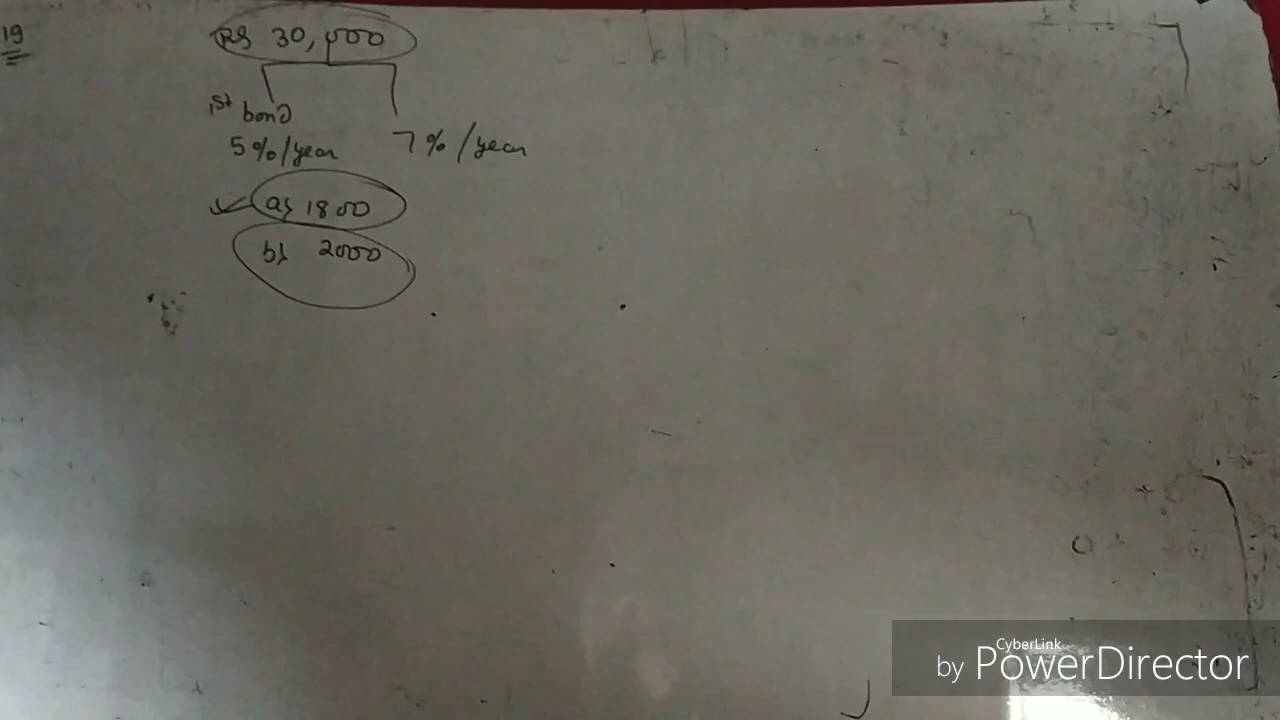 19
Rs 30,000
1st bond
5%/year 7%/year
a) 1800
b) 2000
CyberLink
by PowerDirector